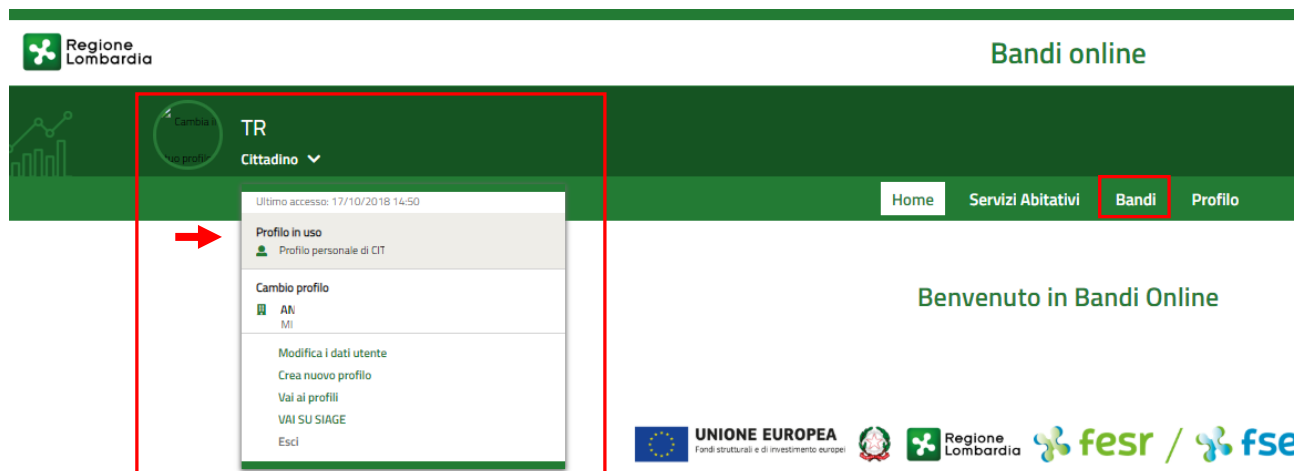 Regione
Lombardia
Bandi online
Cambia il
tuo profilo
TR
Cittadino
Home Servizi Abitativi Bandi Profilo
Ultimo accesso: 17/10/2018 14:50
Profilo in uso
Profilo personale di CIT
Cambio profilo
AN
MI
Modifica i dati utente
Crea nuovo profilo
Vai ai profili
VAI SU SIAGE
Esci
Benvenuto in Bandi Online
UNIONE EUROPEA
Fondi strutturali e di investimento europei
Regione
Lombardia
fesr / fse